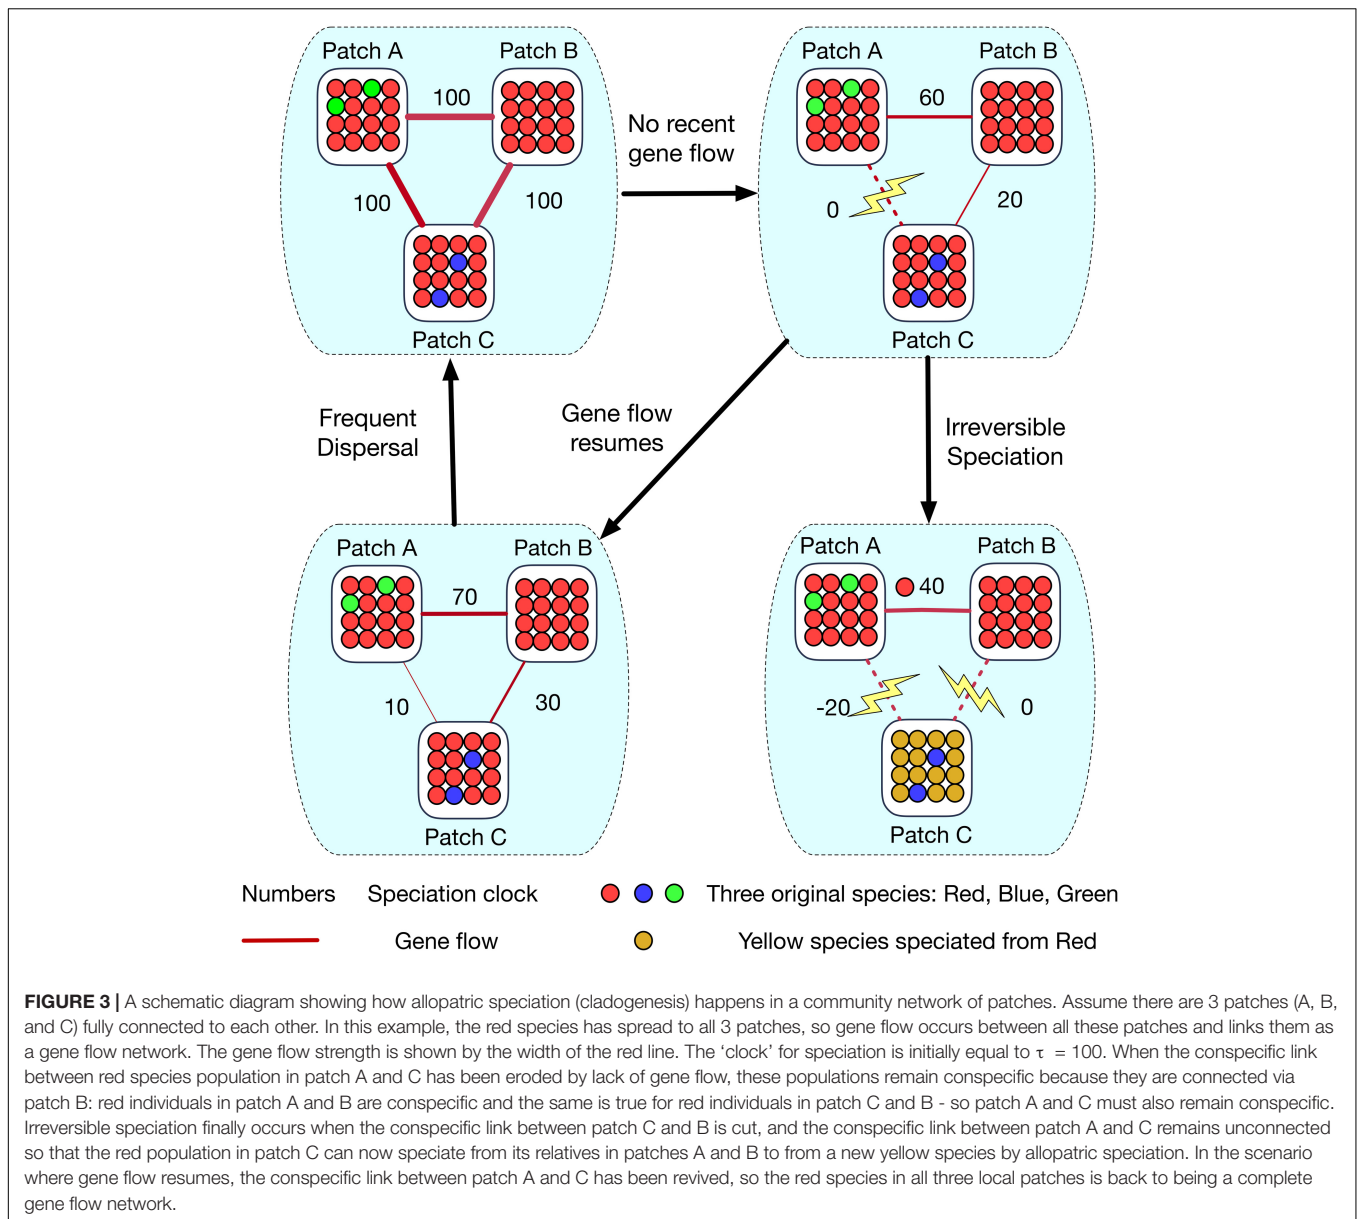 Patch A
Patch B
100
100
100
Patch C
No recent
gene flow
Patch A
Patch B
60
0
20
Patch C
Frequent
Dispersal
Gene flow
resumes
Irreversible
Speciation
Patch A
Patch B
70
10
30
Patch C
Patch A
Patch B
40
-20
0
Patch C
Numbers Speciation clock Three original species: Red, Blue, Green
Gene flow Yellow species speciated from Red
FIGURE 3 | A schematic diagram showing how allopatric speciation (cladogenesis) happens in a community network of patches. Assume there are 3 patches (A, B,
and C) fully connected to each other. In this example, the red species has spread to all 3 patches, so gene flow occurs between all these patches and links them as
a gene flow network. The gene flow strength is shown by the width of the red line. The ‘clock’ for speciation is initially equal to τ = 100. When the conspecific link
between red species population in patch A and C has been eroded by lack of gene flow, these populations remain conspecific because they are connected via
patch B: red individuals in patch A and B are conspecific and the same is true for red individuals in patch C and B - so patch A and C must also remain conspecific.
Irreversible speciation finally occurs when the conspecific link between patch C and B is cut, and the conspecific link between patch A and C remains unconnected
so that the red population in patch C can now speciate from its relatives in patches A and B to from a new yellow species by allopatric speciation. In the scenario
where gene flow resumes, the conspecific link between patch A and C has been revived, so the red species in all three local patches is back to being a complete
gene flow network.